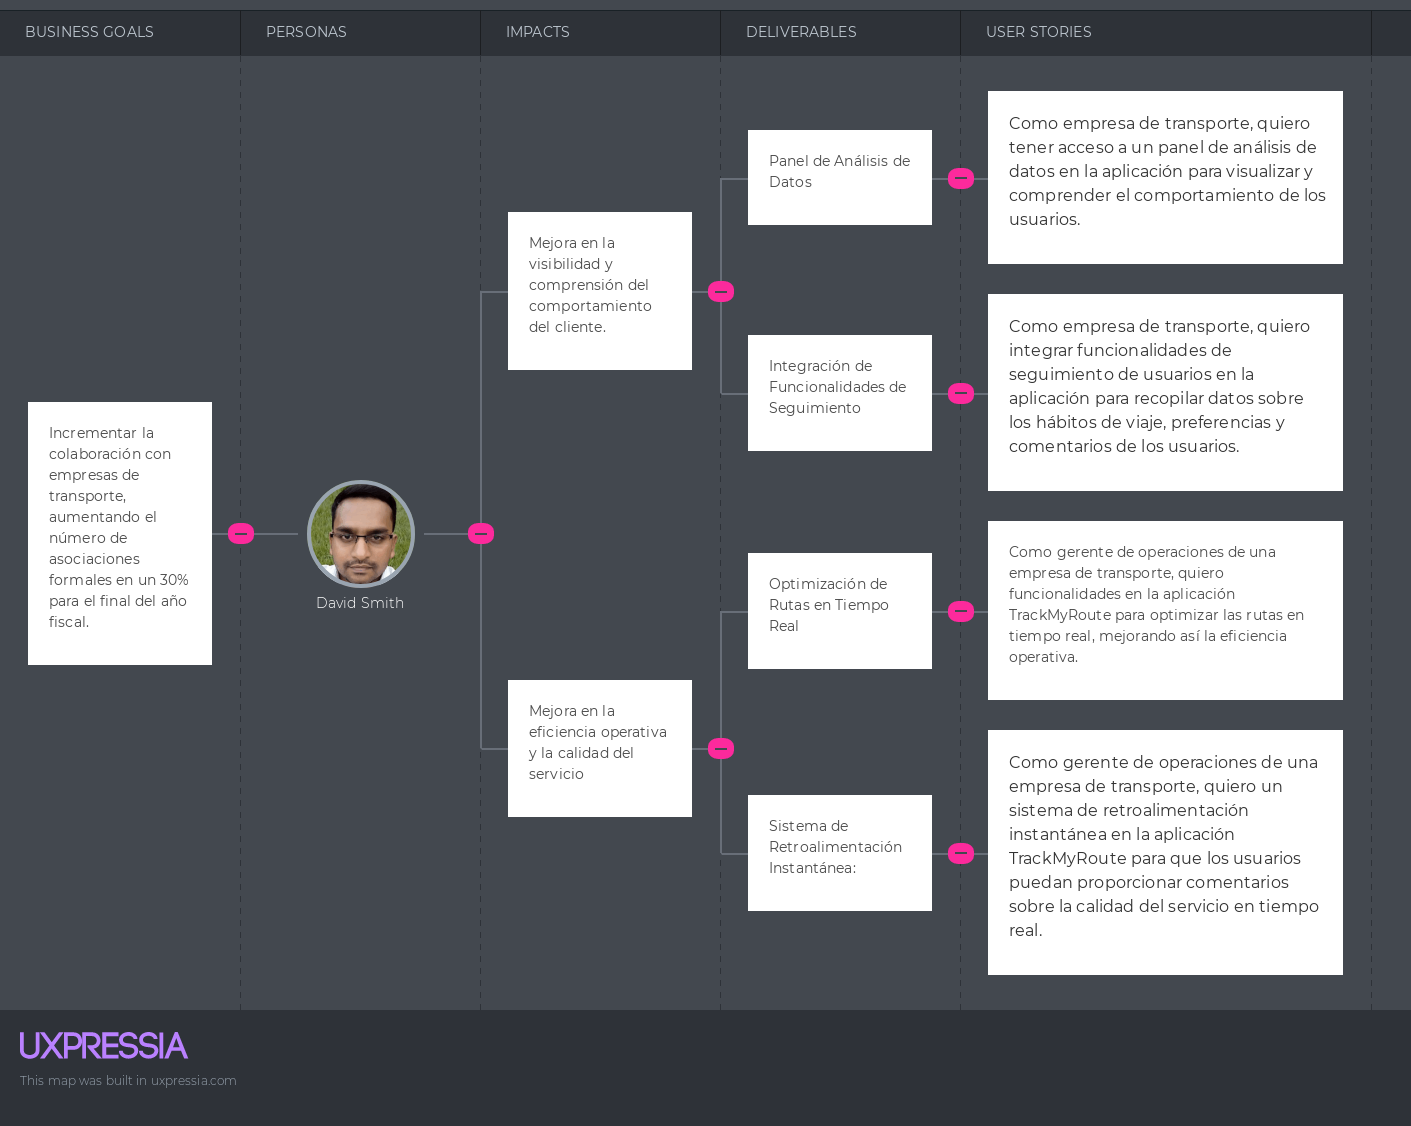 BUSINESS GOALS
PERSONAS
IMPACTS
DELIVERABLES
USER STORIES
Incrementar la
colaboración con
empresas de
transporte,
aumentando el
número de
asociaciones
formales en un 30%
para el final del año
fiscal.
David Smith
Mejora en la
visibilidad y
comprensión del
comportamiento
del cliente.
Panel de Análisis de
Datos
Como empresa de transporte, quiero
tener acceso a un panel de análisis de
datos en la aplicación para visualizar y
comprender el comportamiento de los
usuarios.
Integración de
Funcionalidades de
Seguimiento
Como empresa de transporte, quiero
integrar funcionalidades de
seguimiento de usuarios en la
aplicación para recopilar datos sobre
los hábitos de viaje, preferencias y
comentarios de los usuarios.
Mejora en la
eficiencia operativa
y la calidad del
servicio
Optimización de
Rutas en Tiempo
Real
Como gerente de operaciones de una
empresa de transporte, quiero
funcionalidades en la aplicación
TrackMyRoute para optimizar las rutas en
tiempo real, mejorando así la eficiencia
operativa.
Sistema de
Retroalimentación
Instantánea:
Como gerente de operaciones de una
empresa de transporte, quiero un
sistema de retroalimentación
instantánea en la aplicación
TrackMyRoute para que los usuarios
puedan proporcionar comentarios
sobre la calidad del servicio en tiempo
real.
UXPRESSIA
This map was built in uxpressia.com